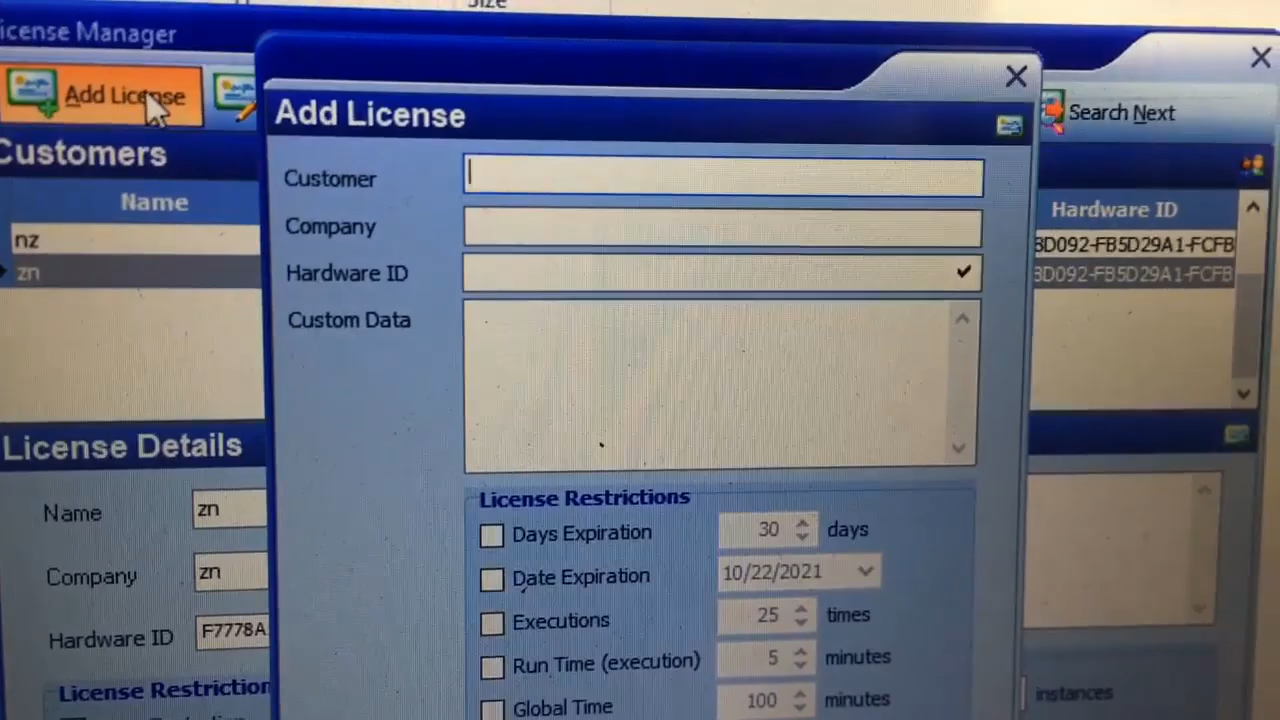 Size
icense Manager
Add License
Search Next
Add License
Customers
Name
nz
zn
Hardware ID
3D092-FB5D29A1-FCFB
3D092-FB5D29A1-FCFB
Customer
Company
Hardware ID
Custom Data
License Details
Name zn
Company zn
Hardware ID F7778A
License Restriction
License Restrictions
Days Expiration 30 days
Date Expiration 10/22/2021
Executions 25 times
Run Time (execution) 5 minutes
Global Time 100 minutes
instances